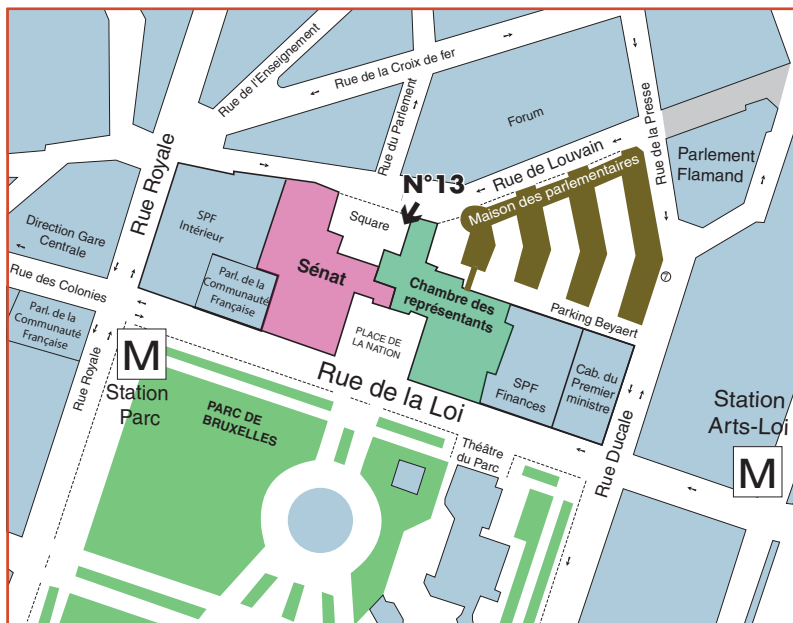 Rue de l'Enseignement
Rue de la Croix de fer
Rue du Parlement
Forum
Rue de la Presse
Rue Royale
Rue de Louvain
Parlement
Flamand
N°13
Maison des parlementaires
Square
SPF
Intérieur
Direction Gare
Centrale
Sénat
Chambre des
représentants
Rue des Colonies
Parl. de la
Communauté
Française
Parl. de la
Communauté
Française
Parking Beyaert
PLACE DE
LA NATION
M
Station
Parc
Rue Royale
Rue de la Loi
SPF
Finances
Cab. du
Premier
ministre
Station
Arts-Loi
M
PARC DE
BRUXELLES
Théâtre
du Parc
Rue Ducale